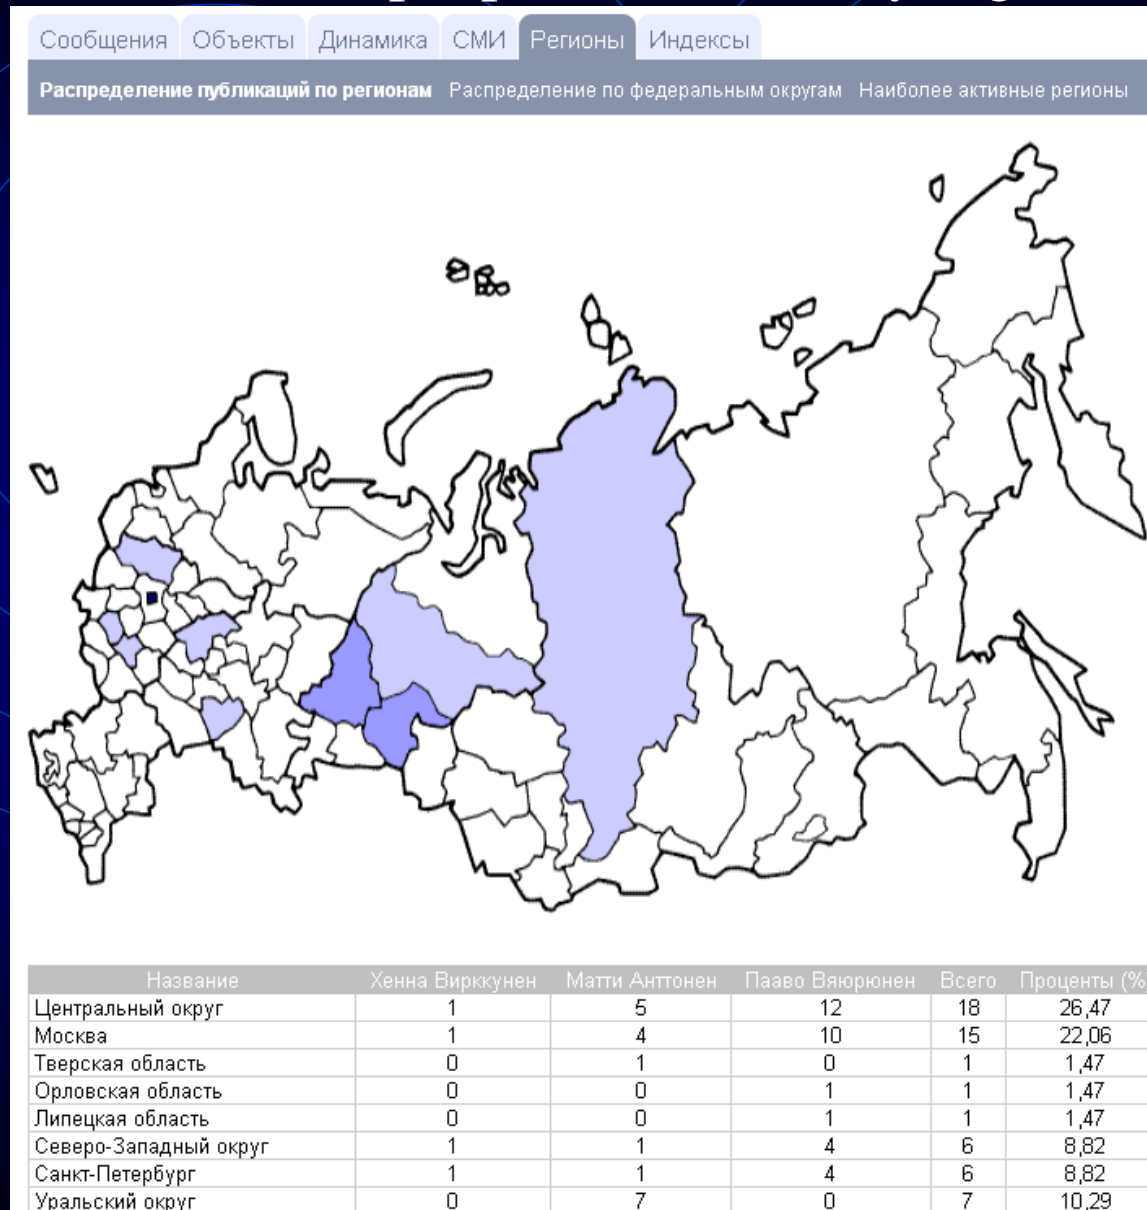 Сообщения Объекты Динамика СМИ Регионы Индексы
Распределение публикаций по регионам Распределение по федеральным округам Наиболее активные регионы
Название Хенна Вирккунен Матти Анттонен Пааво Вяюрюнен Всего Проценты (%
Центральный округ 1 5 12 18 26,47
Москва 1 4 10 15 22,06
Тверская область 0 1 0 1 1,47
Орловская область 0 0 1 1 1,47
Липецкая область 0 0 1 1 1,47
Северо-Западный округ 1 1 4 6 8,82
Санкт-Петербург 1 1 4 6 8,82
Уральский округ 0 7 0 7 10,29